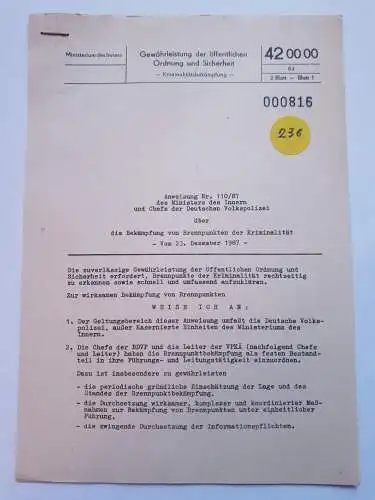 Ministerium des Innern
Gewährleistung der öffentlichen
Ordnung und Sicherheit
— Kriminalitätsbekämpfung —
42 00 00
63
2 Blatt — Blatt 1
000816
236
Anweisung Nr. 110/87
des Ministers des Innern
und Chefs der Deutschen Volkspolizei
über
die Bekämpfung von Brennpunkten der Kriminalität
- Vom 23. Dezember 1987 -
Die zuverlässige Gewährleistung der öffentlichen Ordnung und
Sicherheit erfordert, Brennpunkte der Kriminalität rechtzeitig
zu erkennen sowie schnell und umfassend aufzuklären.
Zur wirksamen Bekämpfung von Brennpunkten
WEISE ICH AN:
1. Der Geltungsbereich dieser Anweisung umfaßt die Deutsche Volks-
polizei, außer Kasernierte Einheiten des Ministeriums des
Innern.
2. Die Chefs der BDVP und die Leiter der VPKÄ (nachfolgend Chefs
und Leiter) haben die Brennpunktbekämpfung als festen Bestand-
teil in ihre Führungs- und Leitungstätigkeit einzuordnen.
Dazu ist insbesondere zu gewährleisten
- die periodische gründliche Einschätzung der Lage und des
Standes der Brennpunktbekämpfung,
- die Durchsetzung wirksamer, komplexer und koordinierter Maß-
nahmen zur Bekämpfung von Brennpunkten unter einheitlicher
Führung,
- die zwingende Durchsetzung der Informationspflichten.